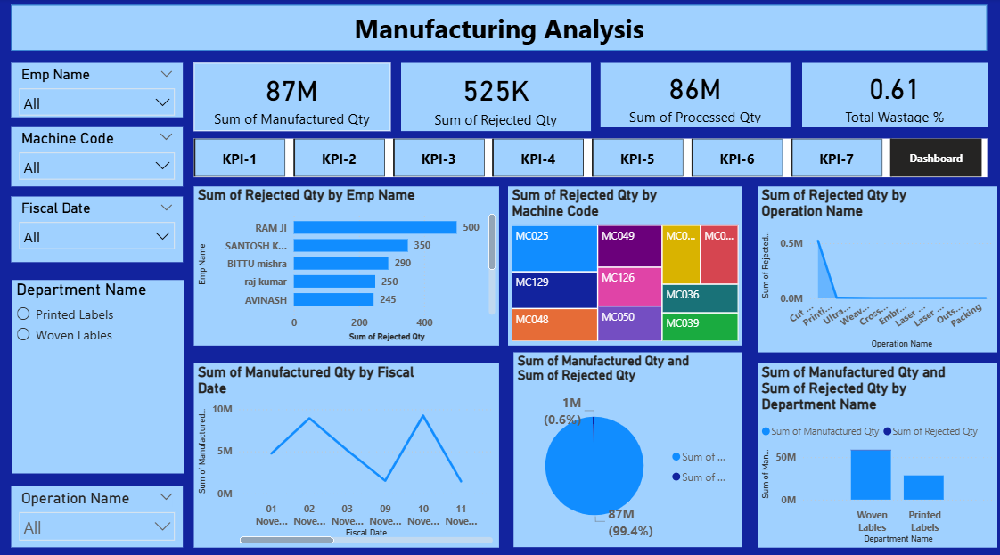 Manufacturing Analysis
Emp Name
All
Machine Code
All
Fiscal Date
All
Department Name
Printed Labels
Woven Lables
Operation Name
All
87M
Sum of Manufactured Qty
525K
Sum of Rejected Qty
86M
Sum of Processed Qty
0.61
Total Wastage %
KPI-1
KPI-2
KPI-3
KPI-4
KPI-5
KPI-6
KPI-7
Dashboard
Sum of Rejected Qty by Emp Name
Emp Name
RAM JI
500
SANTOSH K...
350
BITTU mishra
290
raj kumar
250
AVINASH
245
0 200 400
Sum of Rejected Qty
Sum of Rejected Qty by
Machine Code
MC025
MC129
MC048
MC049
MC126
MC050
MC0...
MC0...
MC036
MC039
Sum of Rejected Qty by
Operation Name
Sum of Rejected...
0.5M
0.0M
Cut ...
Printi...
Ultra...
Weav...
Cross...
Embr...
Laser ...
Laser ...
Outs...
Packing
Operation Name
Sum of Manufactured Qty by Fiscal
Date
Sum of Manufactured...
10M
5M
0M
01 02 03 09 10 11
Nove... Nove... Nove... Nove... Nove... Nove...
Fiscal Date
Sum of Manufactured Qty and
Sum of Rejected Qty
1M
(0.6%)
87M
(99.4%)
Sum of ...
Sum of ...
Sum of Manufactured Qty and
Sum of Rejected Qty by
Department Name
Sum of Manufactured Qty Sum of Rejected Qty
Sum of Man...
50M
0M
Woven Printed
Lables Labels
Department Name